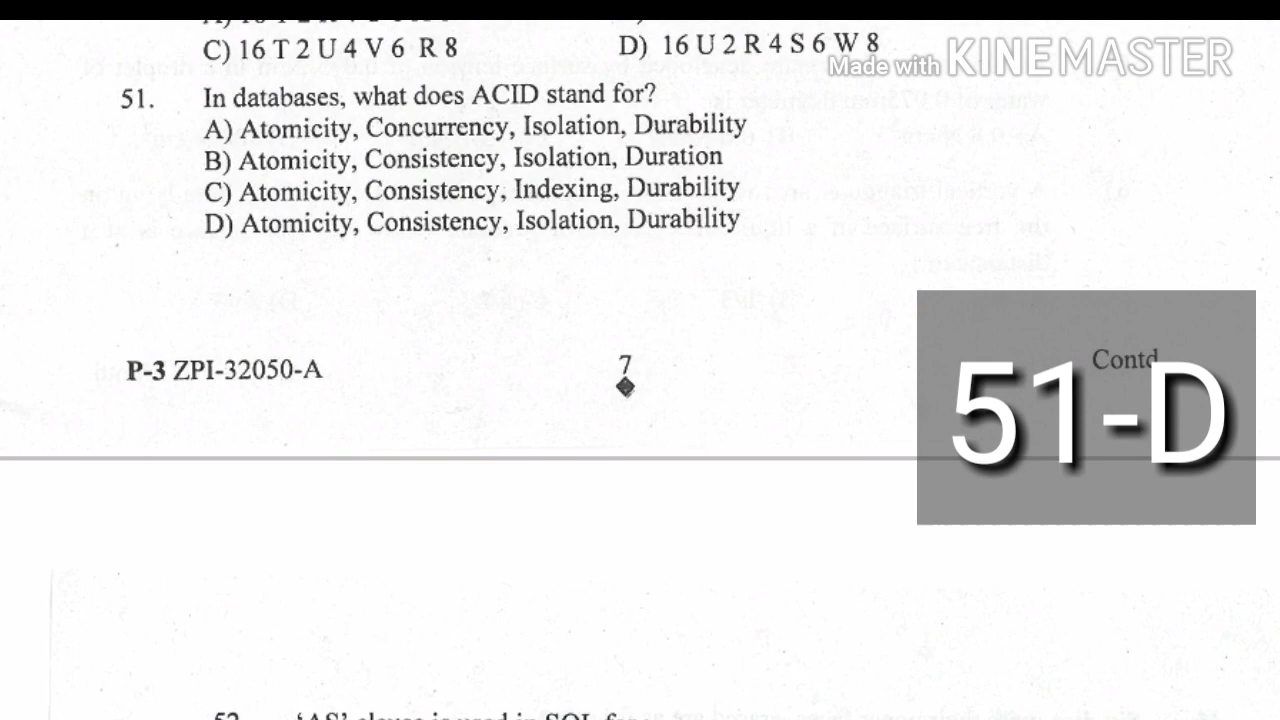 C) 16 T 2 U 4 V 6 R 8
D) 16 U 2 R 4 S 6 W 8
Made with KINEMASTER
51. In databases, what does ACID stand for?
A) Atomicity, Concurrency, Isolation, Durability
B) Atomicity, Consistency, Isolation, Duration
C) Atomicity, Consistency, Indexing, Durability
D) Atomicity, Consistency, Isolation, Durability
P-3 ZPI-32050-A
7
Contd
51-D